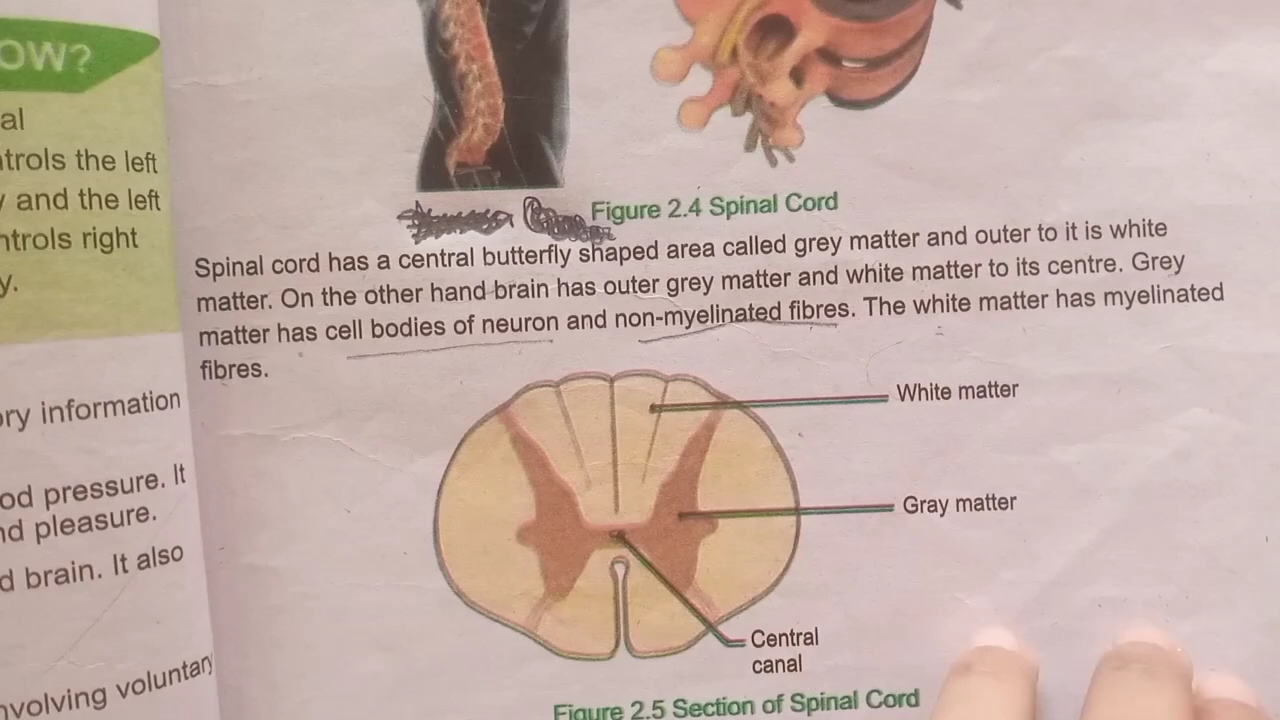 OW?
al
ntrols the left
y and the left
ntrols right
y.
ory information
od pressure. It
nd pleasure.
d brain. It also
nvolving voluntary
Figure 2.4 Spinal Cord
Spinal cord has a central butterfly shaped area called grey matter and outer to it is white
matter. On the other hand brain has outer grey matter and white matter to its centre. Grey
matter has cell bodies of neuron and non-myelinated fibres. The white matter has myelinated
fibres.
White matter
Gray matter
Central
canal
Figure 2.5 Section of Spinal Cord